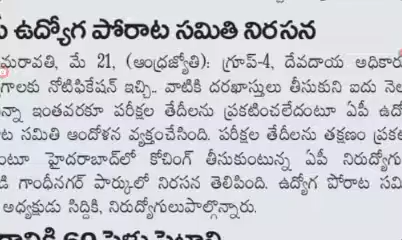 ఉద్యోగ పోరాట సమితి నిరసన
మరావతి, మే 21, (ఆంధ్రజ్యోతి): గ్రూప్-4, దేవదాయ అధికారు
గాలకు నోటిఫికేషన్ ఇచ్చి.. వాటికి దరఖాస్తులు తీసుకుని ఐదు నెల
న్నా ఇంతవరకూ పరీక్షల తేదీలను ప్రకటించలేదంటూ ఏపీ ఉద్యో
ట సమితి ఆందోళన వ్యక్తంచేసింది. పరీక్షల తేదీలను తక్షణం ప్రకట
ంటూ హైదరాబాద్‌లో కోచింగ్ తీసుకుంటున్న ఏపీ నిరుద్యోగు
డి గాంధీనగర్ పార్కులో నిరసన తెలిపింది. ఉద్యోగ పోరాట సమి
అధ్యక్షుడు సిద్దికి, నిరుద్యోగులుపాల్గొన్నారు.